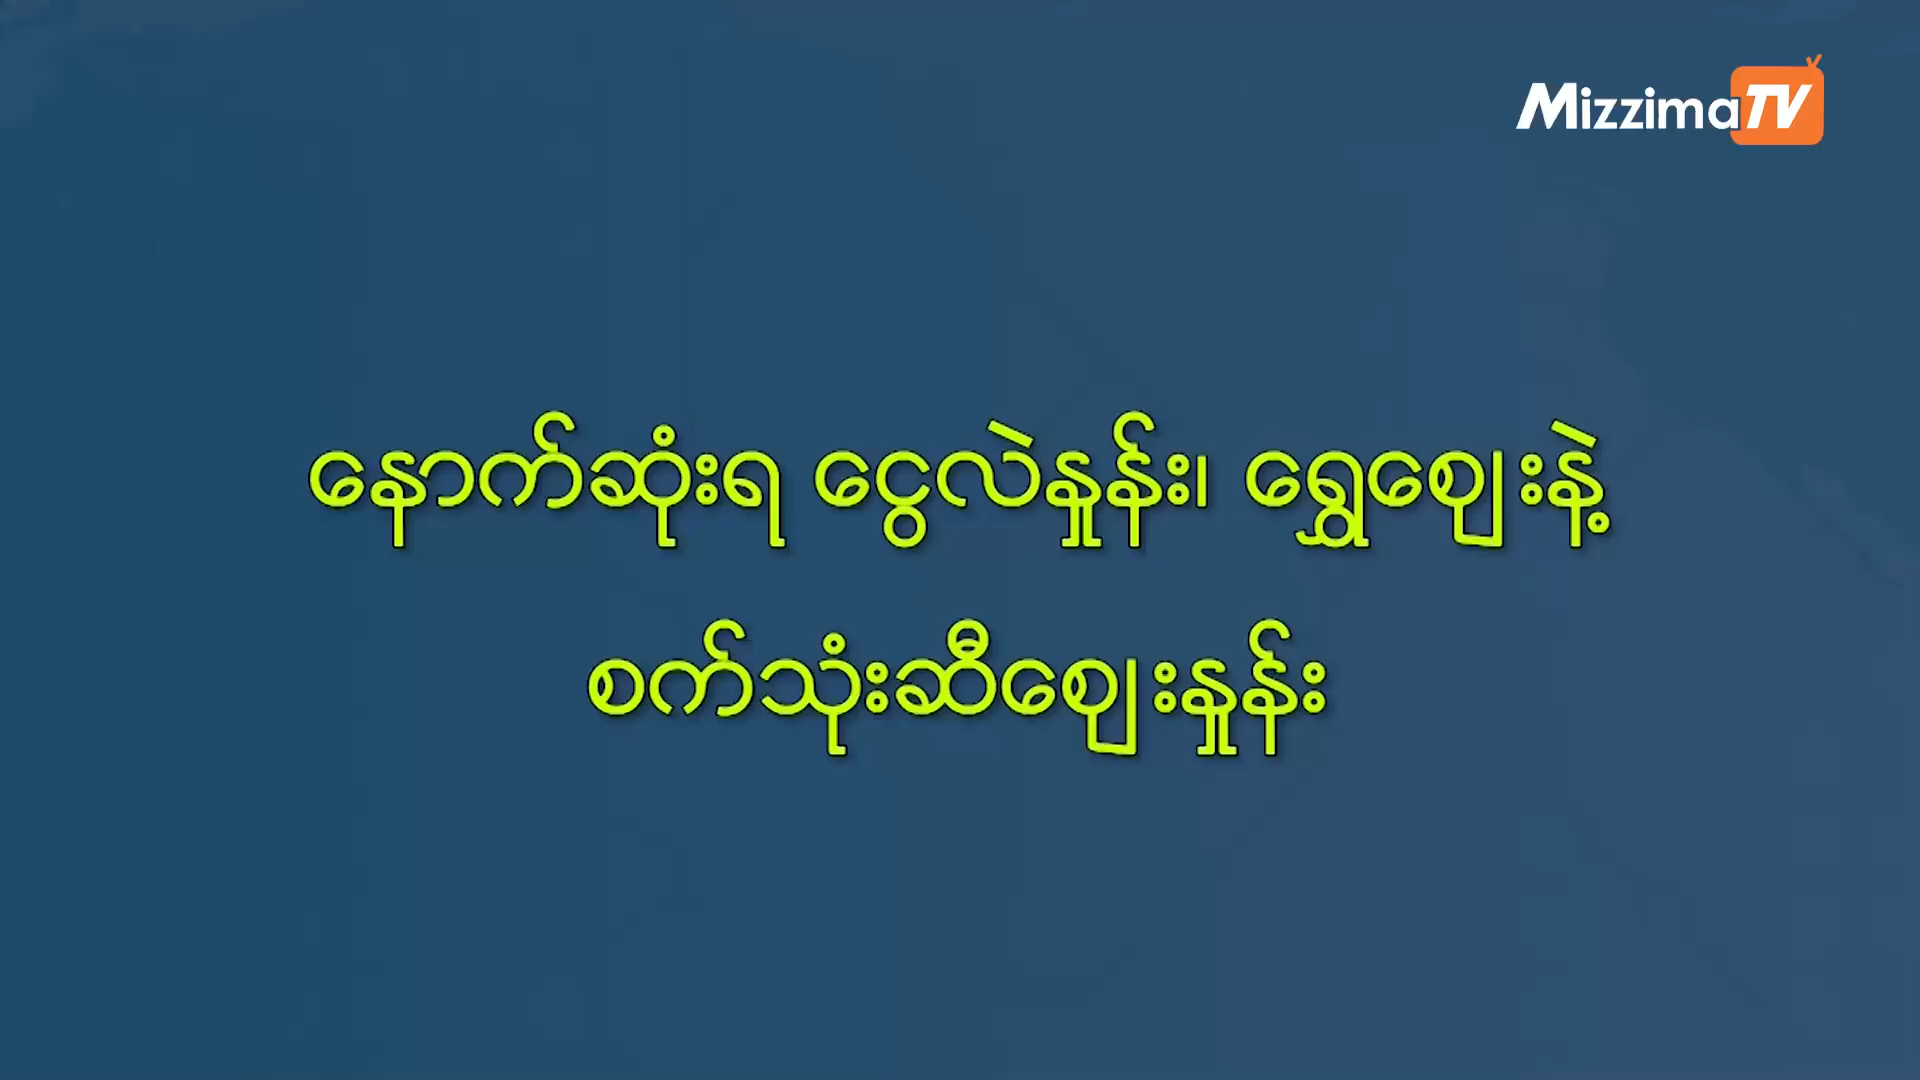 MizzimaTV
နောက်ဆုံးရ ငွေလဲနှုန်း၊ ရွှေဈေးနဲ့
စက်သုံးဆီဈေးနှုန်း